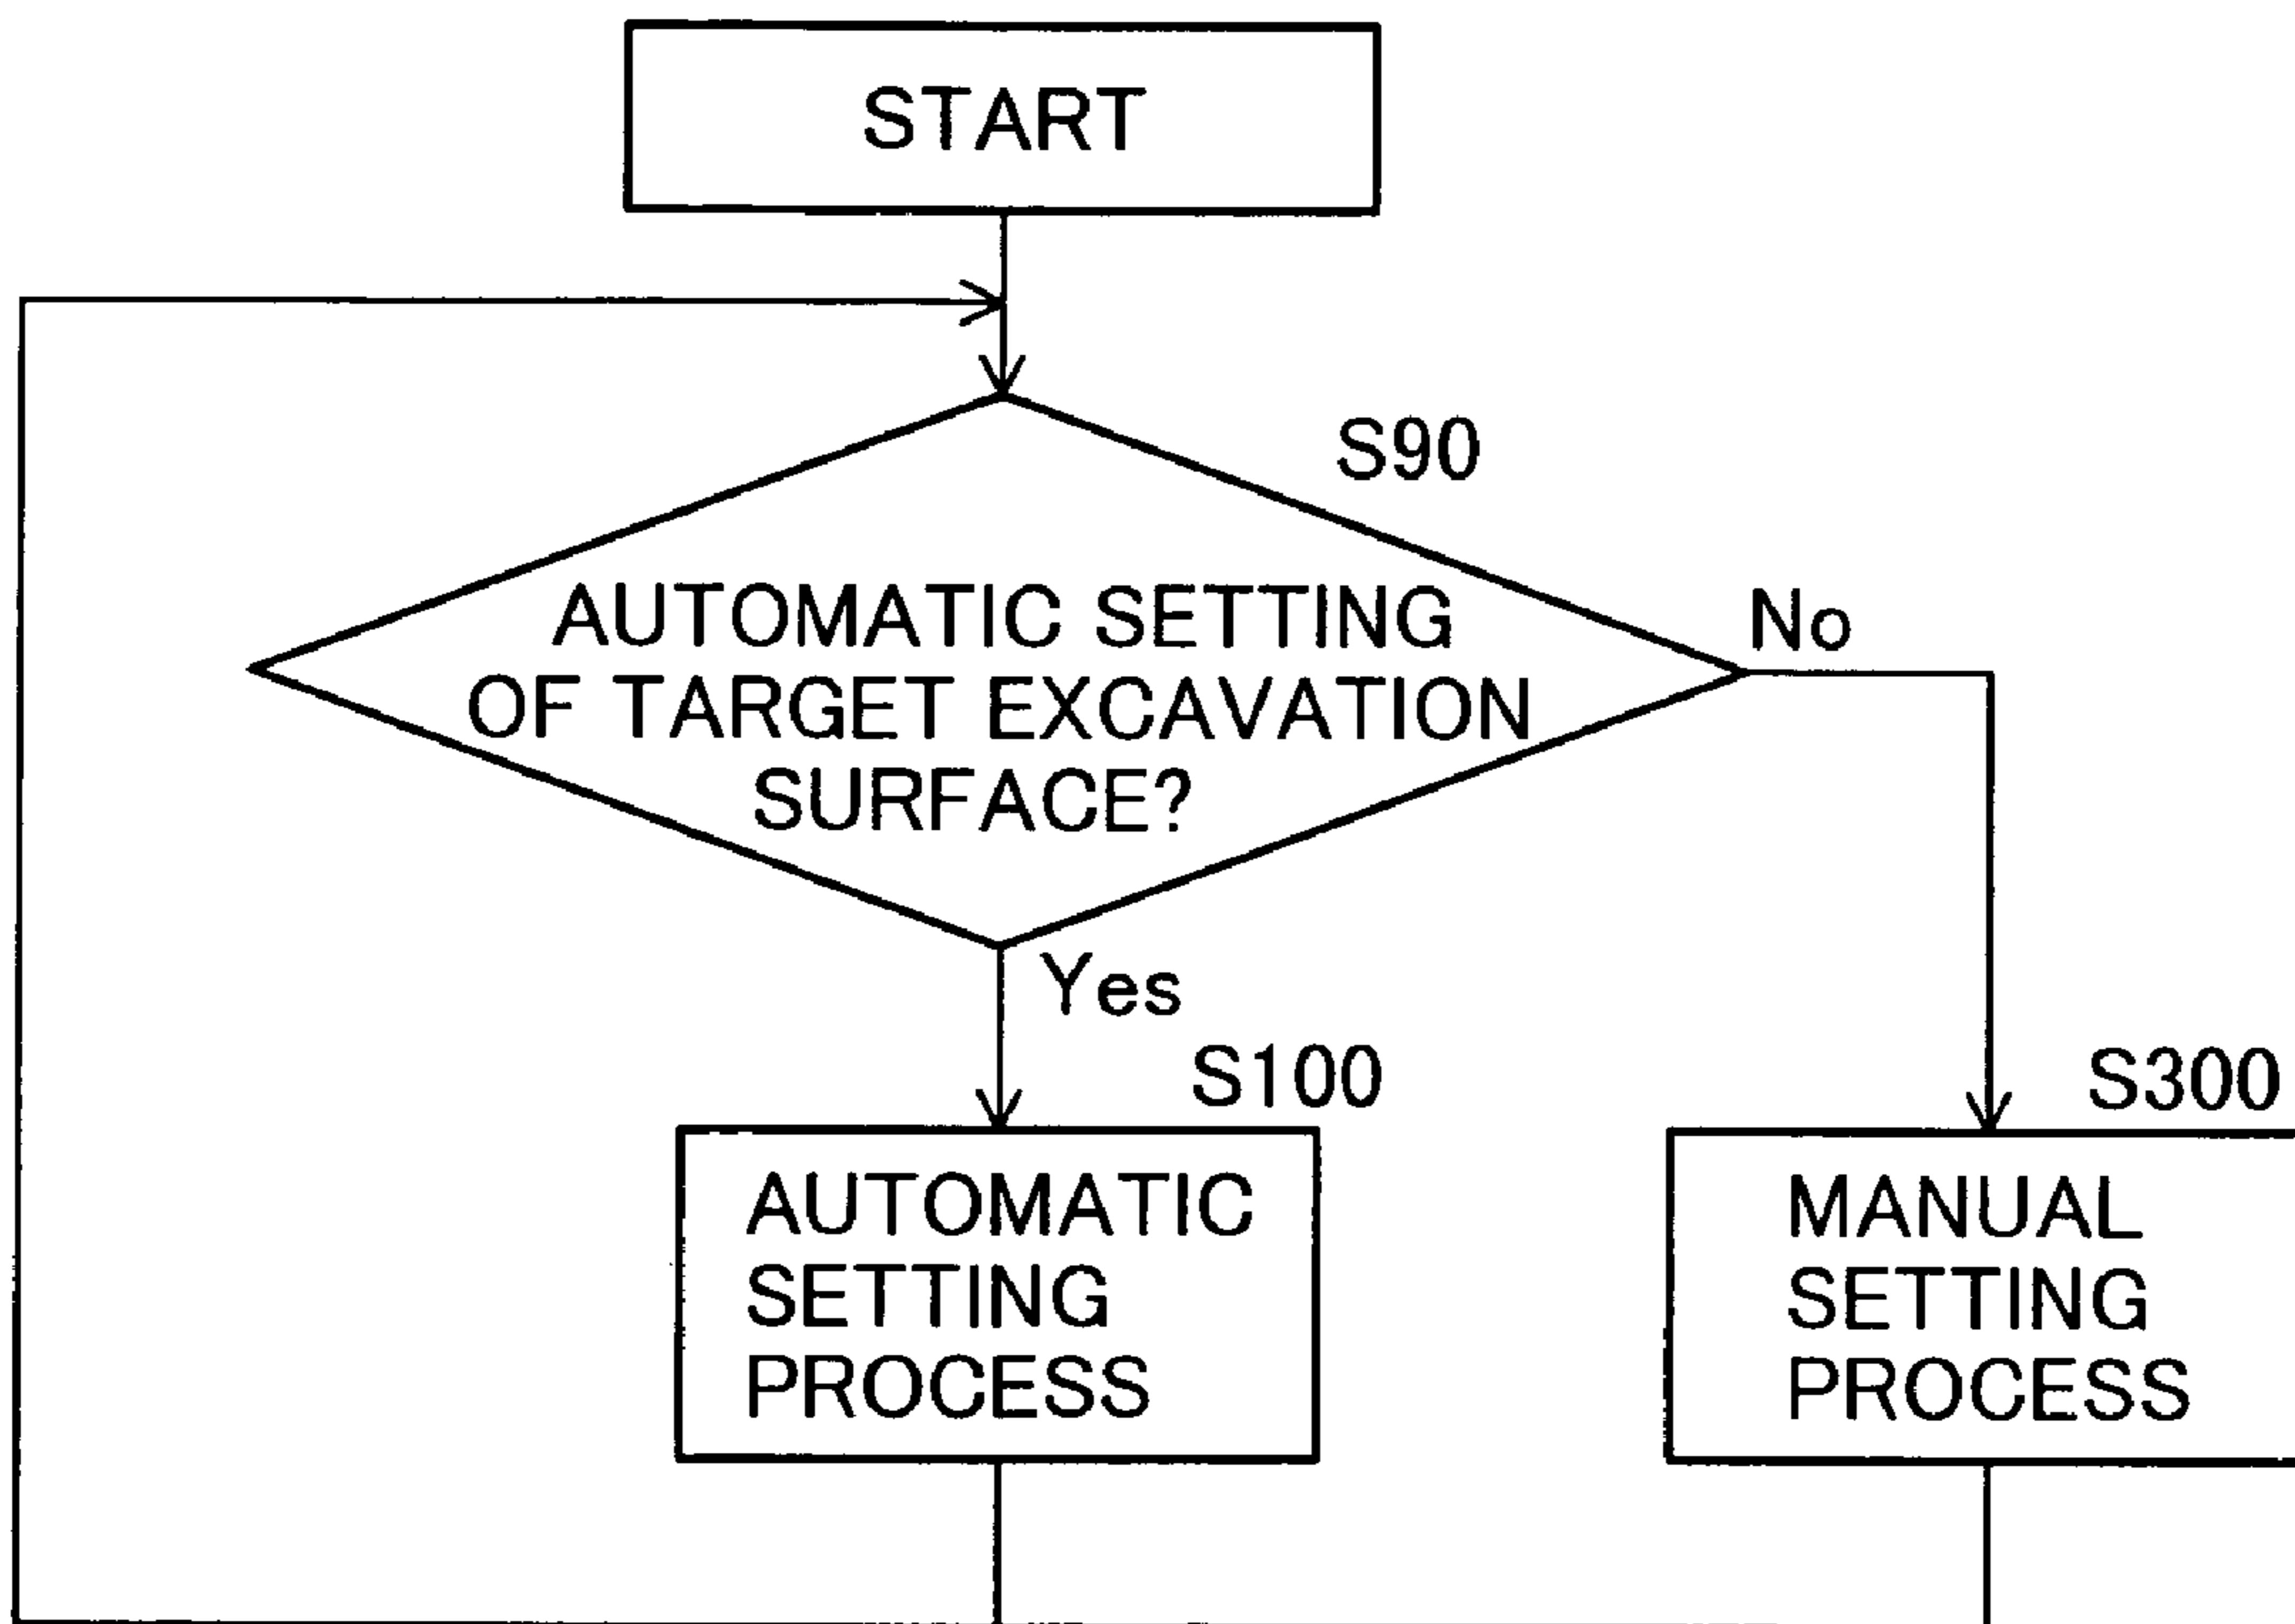 START
S90
AUTOMATIC SETTING
OF TARGET EXCAVATION
SURFACE?
No
Yes
S100
S300
AUTOMATIC
SETTING
PROCESS
MANUAL
SETTING
PROCESS